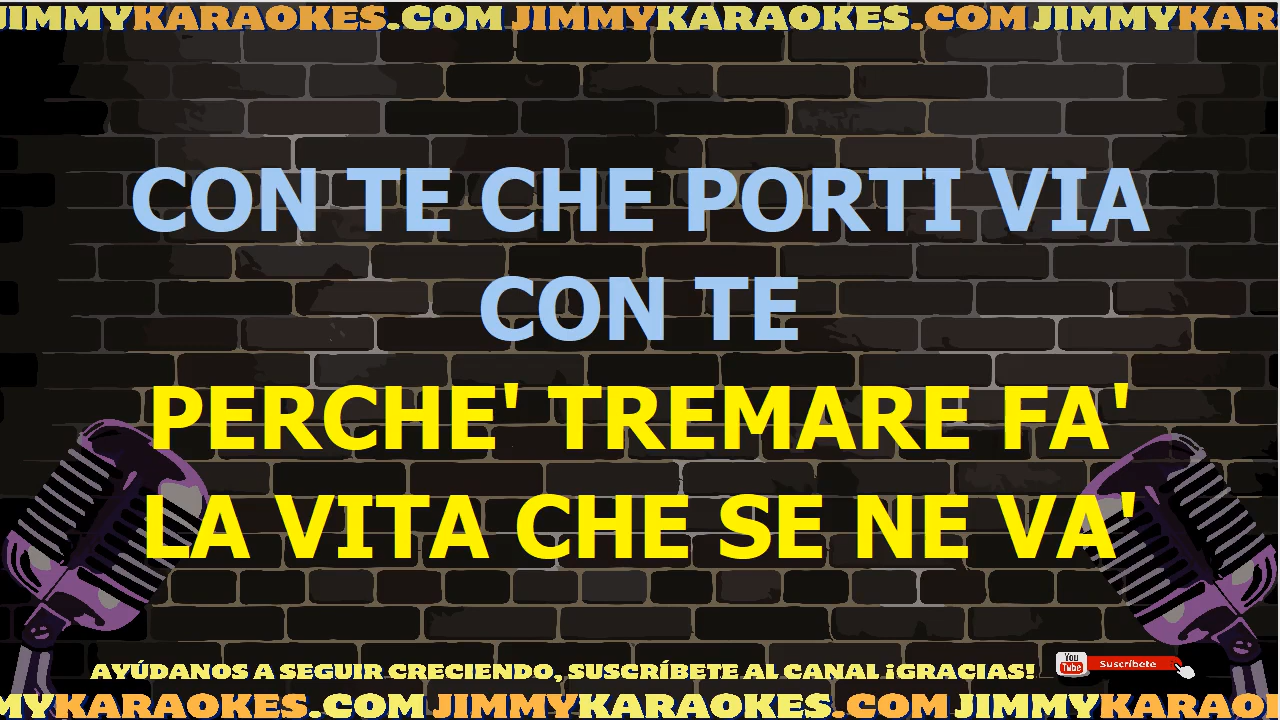 JIMMYKARAOKES.COM JIMMYKARAOKES.COM JIMMYKAR
CON TE CHE PORTI VIA
CON TE
PERCHE' TREMARE FA'
LA VITA CHE SE NE VA'
AYÚDANOS A SEGUIR CRECIENDO, SUSCRÍBETE AL CANAL ¡GRACIAS!
You Tube Suscríbete
MYKARAOKES.COM JIMMYKARAOKES.COM JIMMYKARAOK